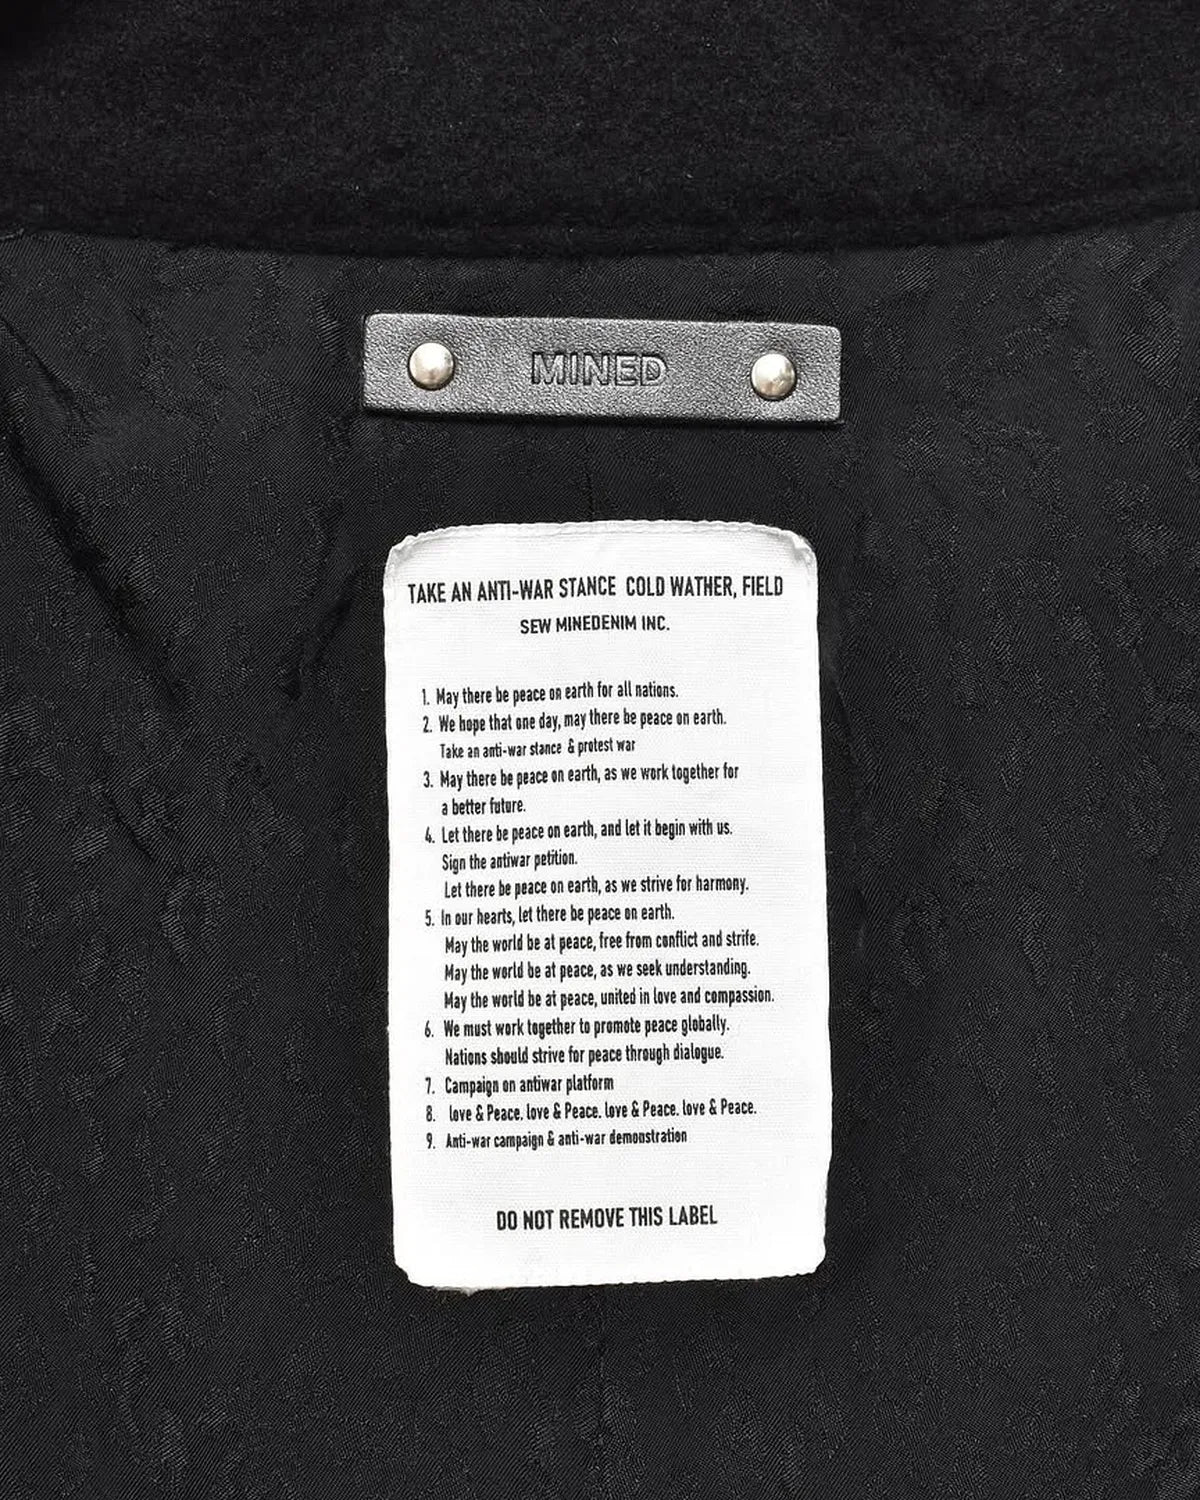 MINED
TAKE AN ANTI-WAR STANCE COLD WATHER, FIELD
SEW MINEDENIM INC.
1. May there be peace on earth for all nations.
2. We hope that one day, may there be peace on earth.
Take an anti-war stance & protest war
3. May there be peace on earth, as we work together for
a better future.
4. Let there be peace on earth, and let it begin with us.
Sign the antiwar petition.
Let there be peace on earth, as we strive for harmony.
5. In our hearts, let there be peace on earth.
May the world be at peace, free from conflict and strife.
May the world be at peace, as we seek understanding.
May the world be at peace, united in love and compassion.
6. We must work together to promote peace globally.
Nations should strive for peace through dialogue.
7. Campaign on antiwar platform
8. love & Peace. love & Peace. love & Peace. love & Peace.
9. Anti-war campaign & anti-war demonstration
DO NOT REMOVE THIS LABEL